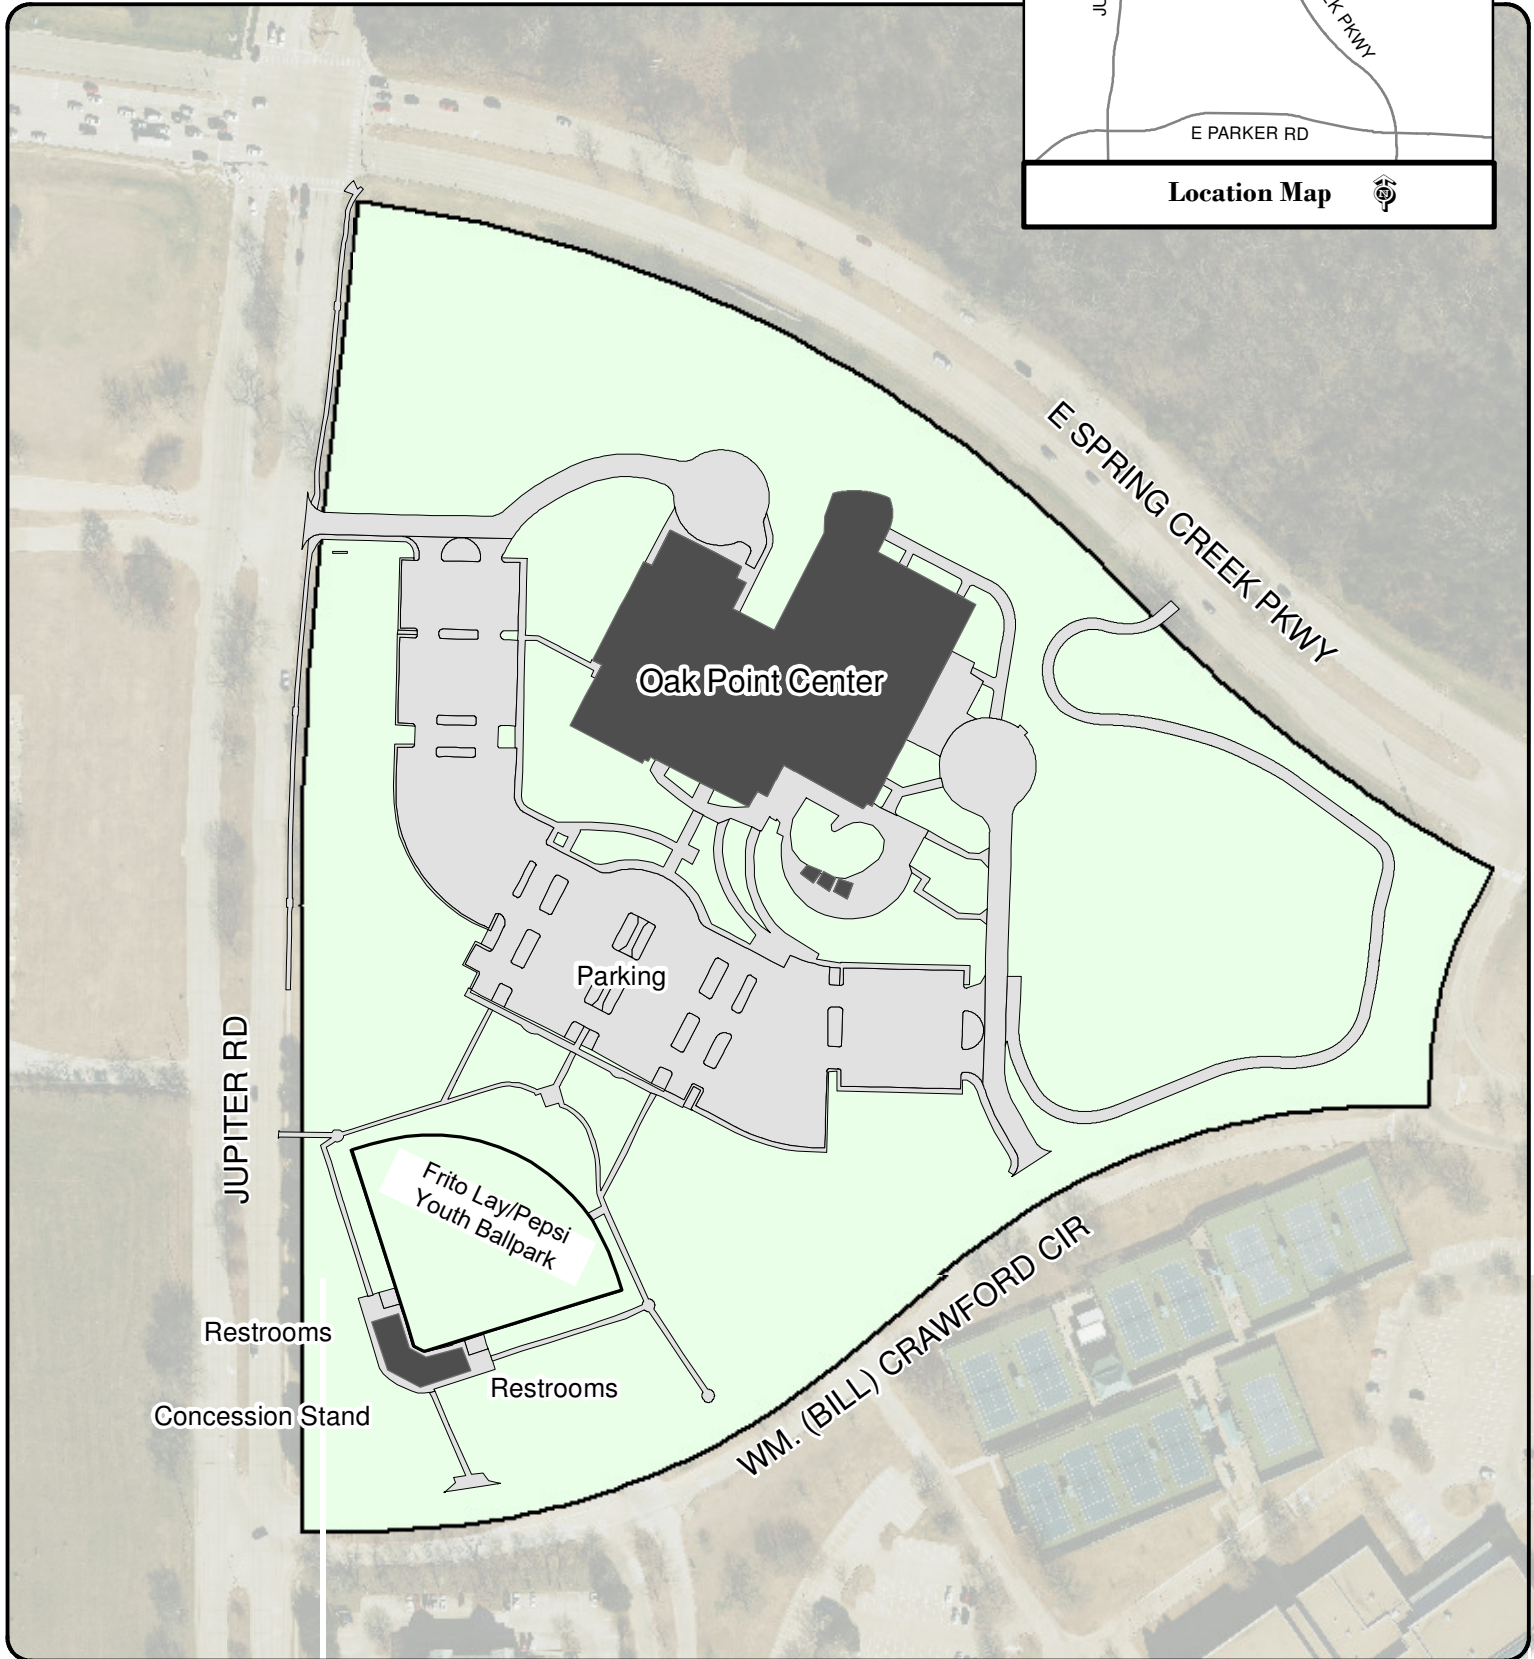 E PARKER RD
Location Map
N
E SPRING CREEK PKWY
Oak Point Center
Parking
JUPITER RD
Frito Lay/Pepsi
Youth Ballpark
Restrooms
Restrooms
Concession Stand
WM. (BILL) CRAWFORD CIR